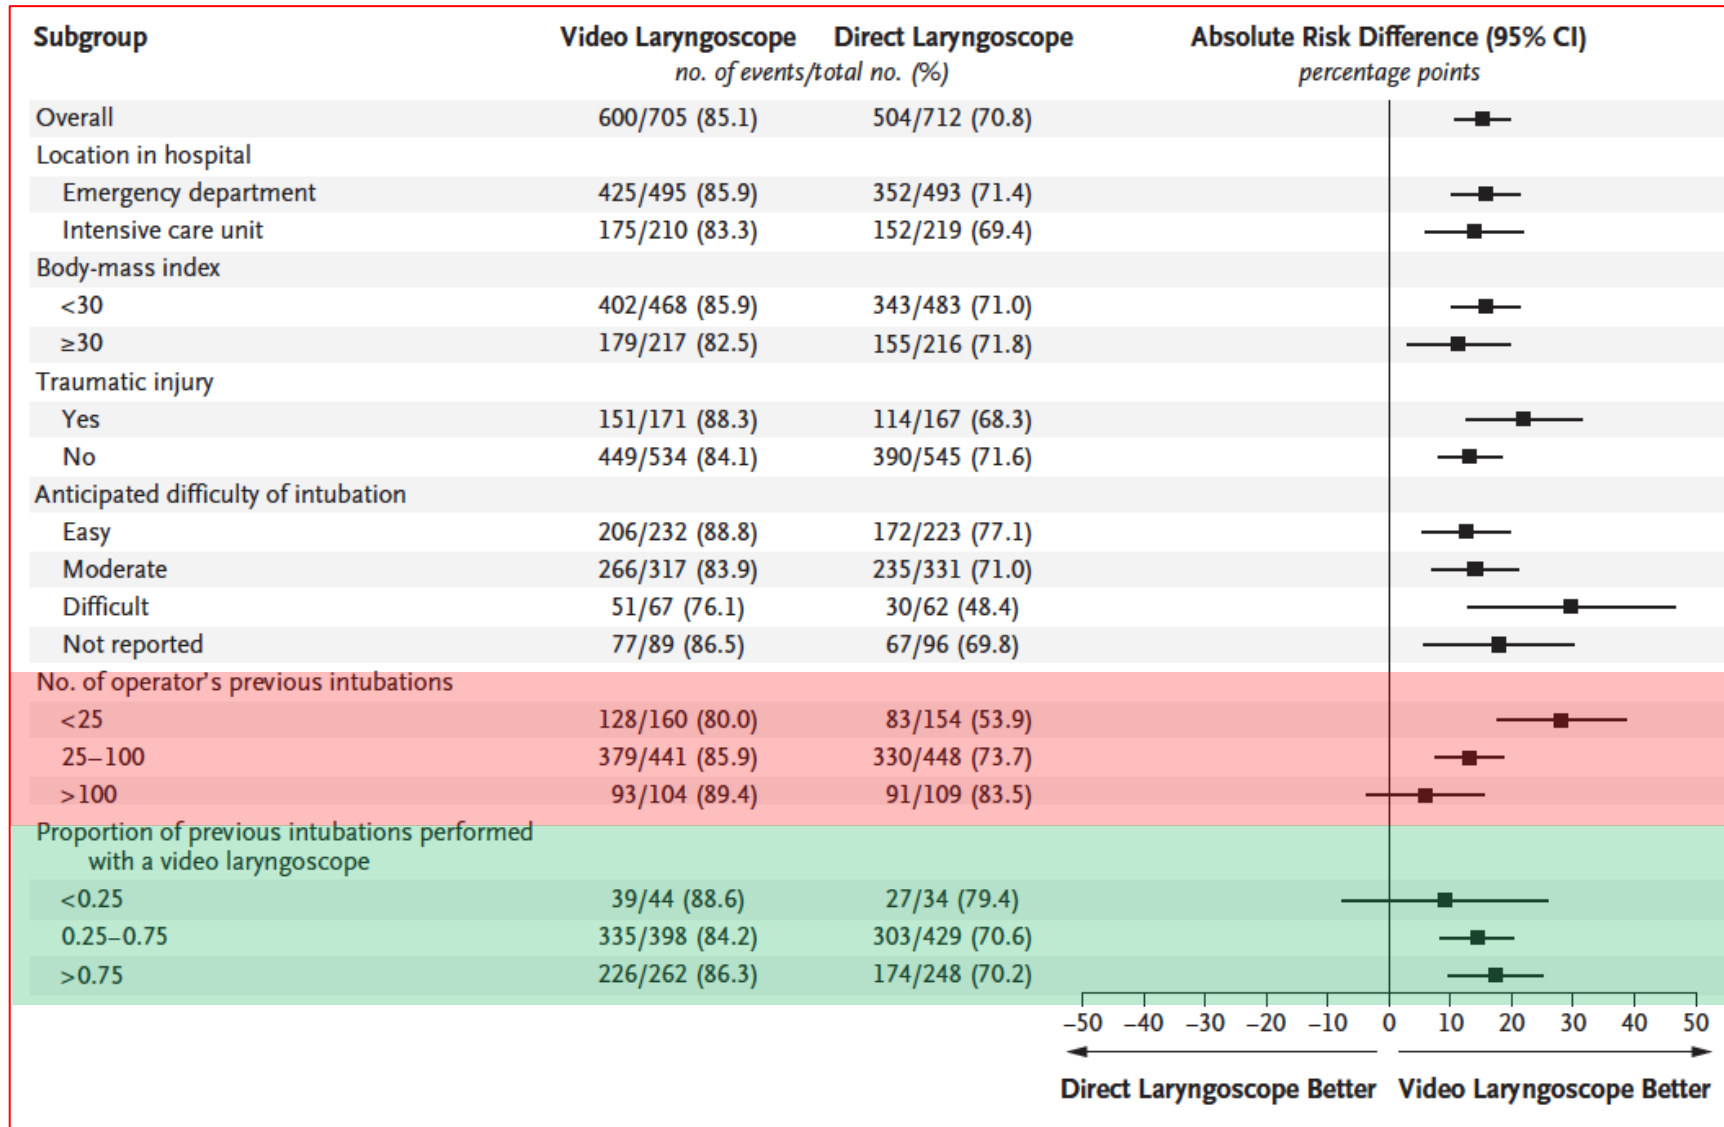 Subgroup Video Laryngoscope Direct Laryngoscope Absolute Risk Difference (95% CI)
no. of events/total no. (%) percentage points
Overall 600/705 (85.1) 504/712 (70.8)
Location in hospital
Emergency department 425/495 (85.9) 352/493 (71.4)
Intensive care unit 175/210 (83.3) 152/219 (69.4)
Body-mass index
<30 402/468 (85.9) 343/483 (71.0)
≥30 179/217 (82.5) 155/216 (71.8)
Traumatic injury
Yes 151/171 (88.3) 114/167 (68.3)
No 449/534 (84.1) 390/545 (71.6)
Anticipated difficulty of intubation
Easy 206/232 (88.8) 172/223 (77.1)
Moderate 266/317 (83.9) 235/331 (71.0)
Difficult 51/67 (76.1) 30/62 (48.4)
Not reported 77/89 (86.5) 67/96 (69.8)
No. of operator's previous intubations
<25 128/160 (80.0) 83/154 (53.9)
25–100 379/441 (85.9) 330/448 (73.7)
>100 93/104 (89.4) 91/109 (83.5)
Proportion of previous intubations performed
with a video laryngoscope
<0.25 39/44 (88.6) 27/34 (79.4)
0.25–0.75 335/398 (84.2) 303/429 (70.6)
>0.75 226/262 (86.3) 174/248 (70.2)
−50 −40 −30 −20 −10 0 10 20 30 40 50
Direct Laryngoscope Better Video Laryngoscope Better